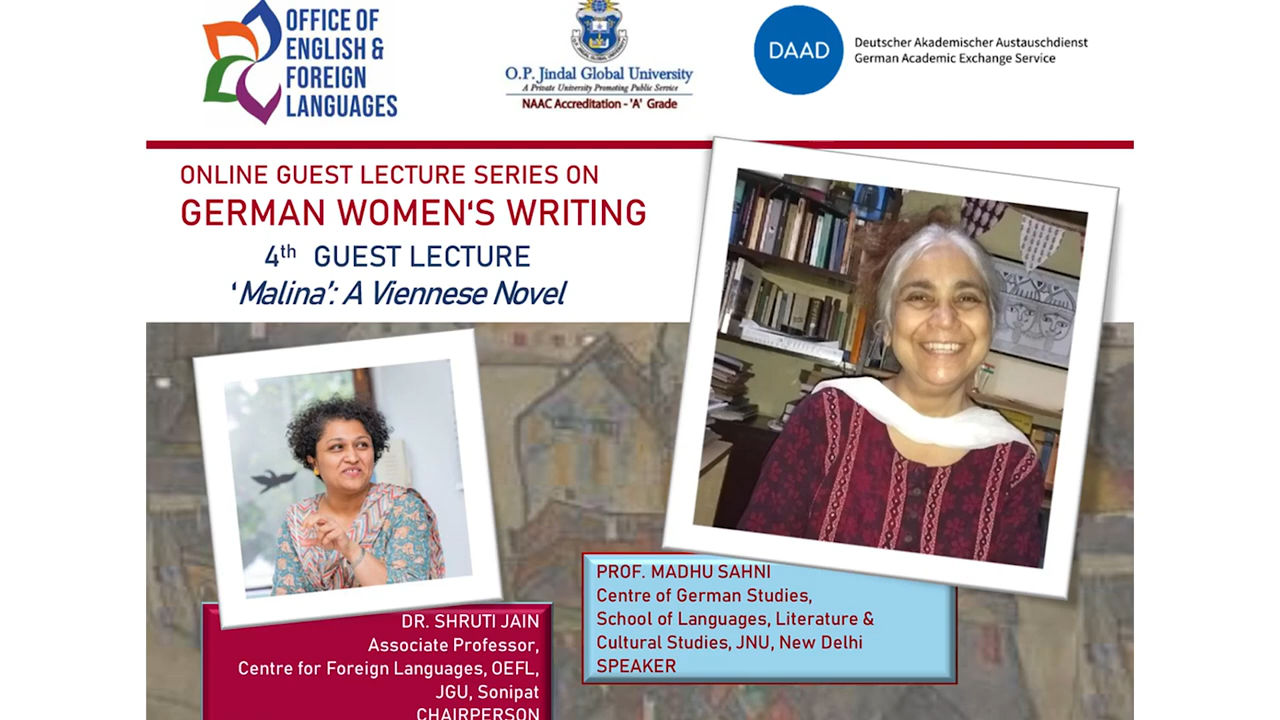 OFFICE OF
ENGLISH &
FOREIGN
LANGUAGES
O.P. Jindal Global University
A Private University Promoting Public Service
NAAC Accreditation - 'A' Grade
DAAD
Deutscher Akademischer Austauschdienst
German Academic Exchange Service
ONLINE GUEST LECTURE SERIES ON
GERMAN WOMEN‘S WRITING
4th GUEST LECTURE
‘Malina’: A Viennese Novel
DR. SHRUTI JAIN
Associate Professor,
Centre for Foreign Languages, OEFL,
JGU, Sonipat
CHAIRPERSON
PROF. MADHU SAHNI
Centre of German Studies,
School of Languages, Literature &
Cultural Studies, JNU, New Delhi
SPEAKER